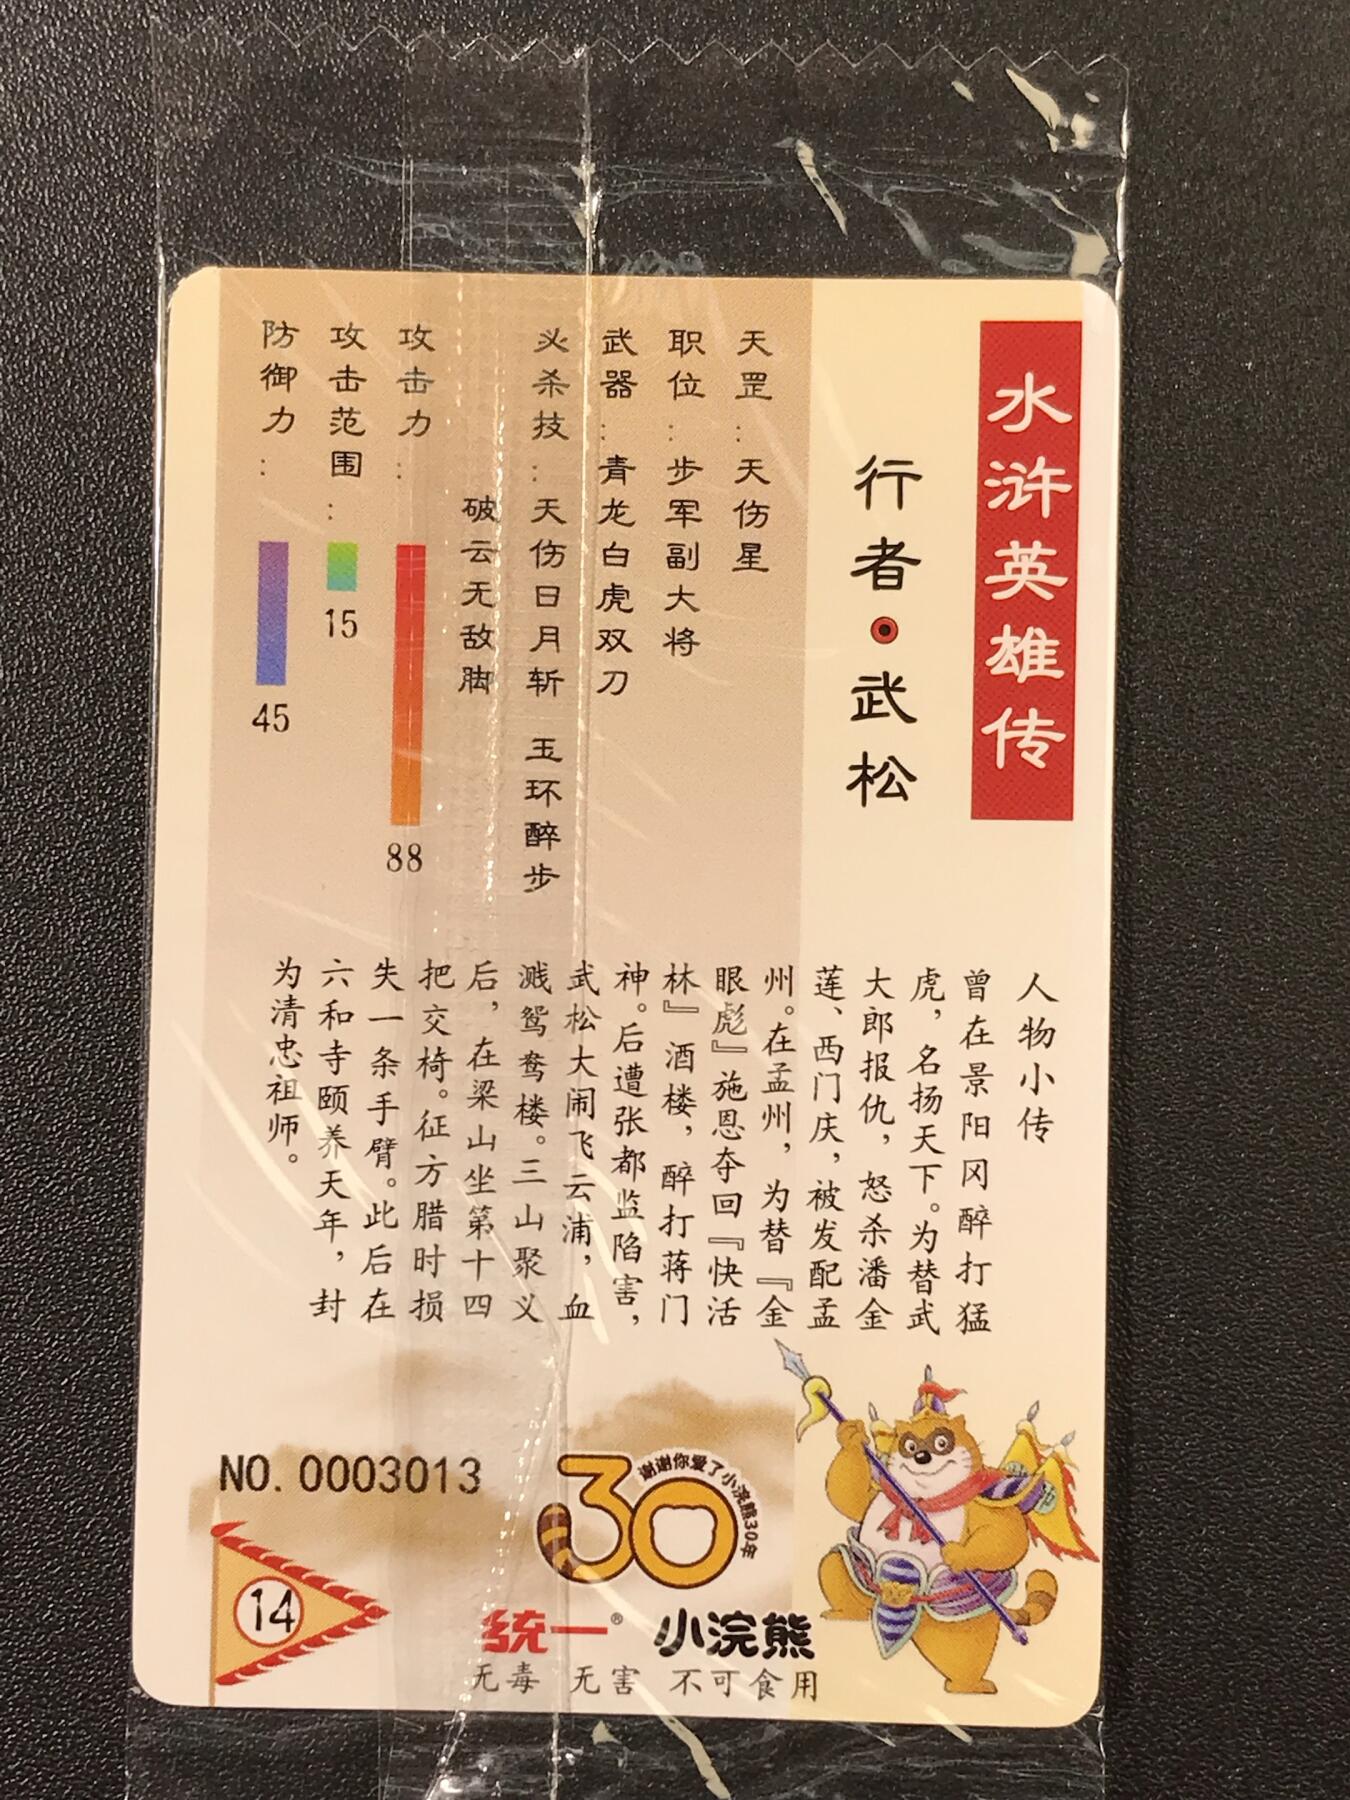 水浒英雄传
行者·武松
天罡：天伤星
职位：步军副大将
武器：青龙白虎双刀
必杀技：天伤日月斩 玉环醉步
破云无敌脚
攻击力：88
攻击范围：15
防御力：45
人物小传
曾在景阳冈醉打猛
虎，名扬天下。为替武
大郎报仇，怒杀潘金
莲、西门庆，被发配孟
州。在孟州，为替『金
眼彪』施恩夺回『快活
林』酒楼，醉打蒋门
神。后遭张都监陷害，
武松大闹飞云浦，血
溅鸳鸯楼。三山聚义
后，在梁山坐第十四
把交椅。征方腊时损
失一条手臂。此后在
六和寺颐养天年，封
为清忠祖师。
NO.0003013
30
谢谢你爱了小浣熊30年
14
统一® 小浣熊
无毒 无害 不可食用